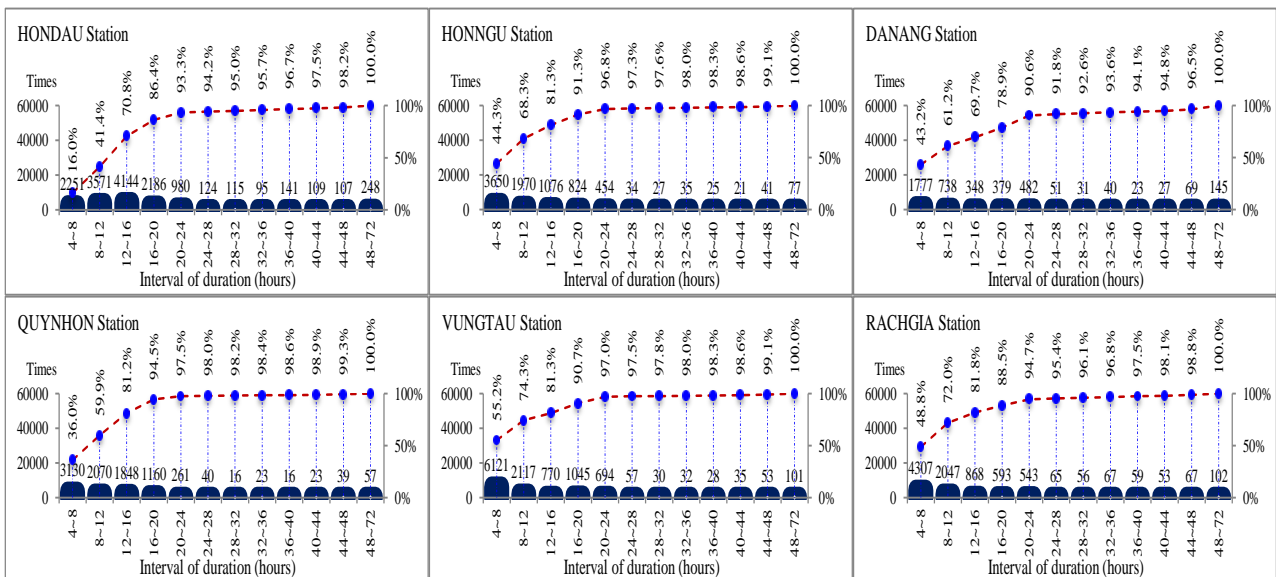 HONDAU Station
Times
16.0% 41.4% 70.8% 86.4% 93.3% 94.2% 95.0% 95.7% 96.7% 97.5% 98.2% 100.0%
60000 40000 20000 0
100% 50% 0%
2251 3571 4144 2186 980 124 115 95 141 109 107 248
4~8 8~12 12~16 16~20 20~24 24~28 28~32 32~36 36~40 40~44 44~48 48~72
Interval of duration (hours)
HONNGU Station
Times
44.3% 68.3% 81.3% 91.3% 96.8% 97.3% 97.6% 98.0% 98.3% 98.6% 99.1% 100.0%
60000 40000 20000 0
100% 50% 0%
3650 1970 1076 824 454 34 27 35 25 21 41 77
4~8 8~12 12~16 16~20 20~24 24~28 28~32 32~36 36~40 40~44 44~48 48~72
Interval of duration (hours)
DANANG Station
Times
43.2% 61.2% 69.7% 78.9% 90.6% 91.8% 92.6% 93.6% 94.1% 94.8% 96.5% 100.0%
60000 40000 20000 0
100% 50% 0%
1777 738 348 379 482 51 31 40 23 27 69 145
4~8 8~12 12~16 16~20 20~24 24~28 28~32 32~36 36~40 40~44 44~48 48~72
Interval of duration (hours)
QUYNHON Station
Times
36.0% 59.9% 81.2% 94.5% 97.5% 98.0% 98.2% 98.4% 98.6% 98.9% 99.3% 100.0%
60000 40000 20000 0
100% 50% 0%
3130 2070 1848 1160 261 40 16 23 16 23 39 57
4~8 8~12 12~16 16~20 20~24 24~28 28~32 32~36 36~40 40~44 44~48 48~72
Interval of duration (hours)
VUNGTAU Station
Times
55.2% 74.3% 81.3% 90.7% 97.0% 97.5% 97.8% 98.0% 98.3% 98.6% 99.1% 100.0%
60000 40000 20000 0
100% 50% 0%
6121 2117 770 1045 694 57 30 32 28 35 53 101
4~8 8~12 12~16 16~20 20~24 24~28 28~32 32~36 36~40 40~44 44~48 48~72
Interval of duration (hours)
RACHGIA Station
Times
48.8% 72.0% 81.8% 88.5% 94.7% 95.4% 96.1% 96.8% 97.5% 98.1% 98.8% 100.0%
60000 40000 20000 0
100% 50% 0%
4307 2047 868 593 543 65 56 67 59 53 67 102
4~8 8~12 12~16 16~20 20~24 24~28 28~32 32~36 36~40 40~44 44~48 48~72
Interval of duration (hours)